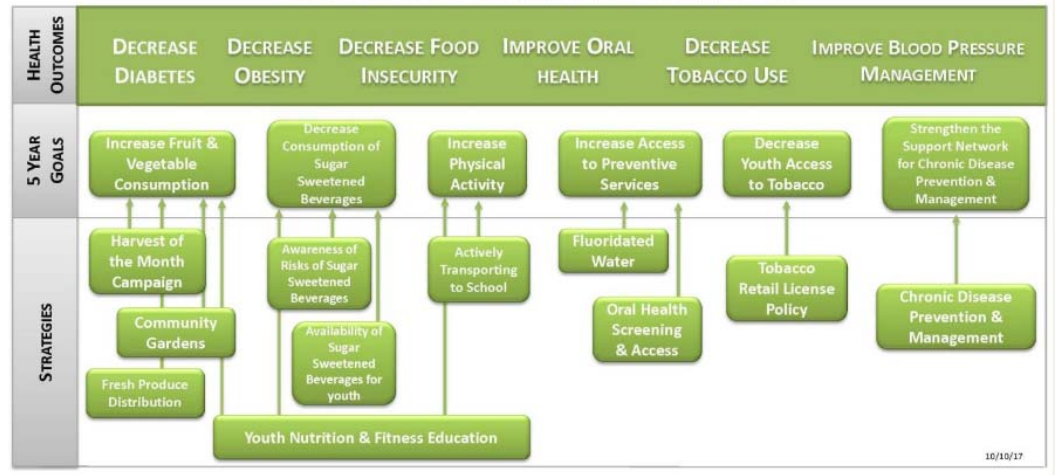 HEALTH
OUTCOMES
DECREASE
DIABETES
DECREASE
OBESITY
DECREASE FOOD
INSECURITY
IMPROVE ORAL
HEALTH
DECREASE
TOBACCO USE
IMPROVE BLOOD PRESSURE
MANAGEMENT
5 YEAR
GOALS
Increase Fruit &
Vegetable
Consumption
Decrease
Consumption of
Sugar
Sweetened
Beverages
Increase
Physical
Activity
Increase Access
to Preventive
Services
Decrease
Youth Access
to Tobacco
Strengthen the
Support Network
for Chronic Disease
Prevention &
Management
STRATEGIES
Harvest of
the Month
Campaign
Community
Gardens
Fresh Produce
Distribution
Awareness of
Risks of Sugar
Sweetened
Beverages
Availability of
Sugar
Sweetened
Beverages for
youth
Actively
Transporting
to School
Fluoridated
Water
Oral Health
Screening
& Access
Tobacco
Retail License
Policy
Chronic Disease
Prevention &
Management
Youth Nutrition & Fitness Education
10/10/17